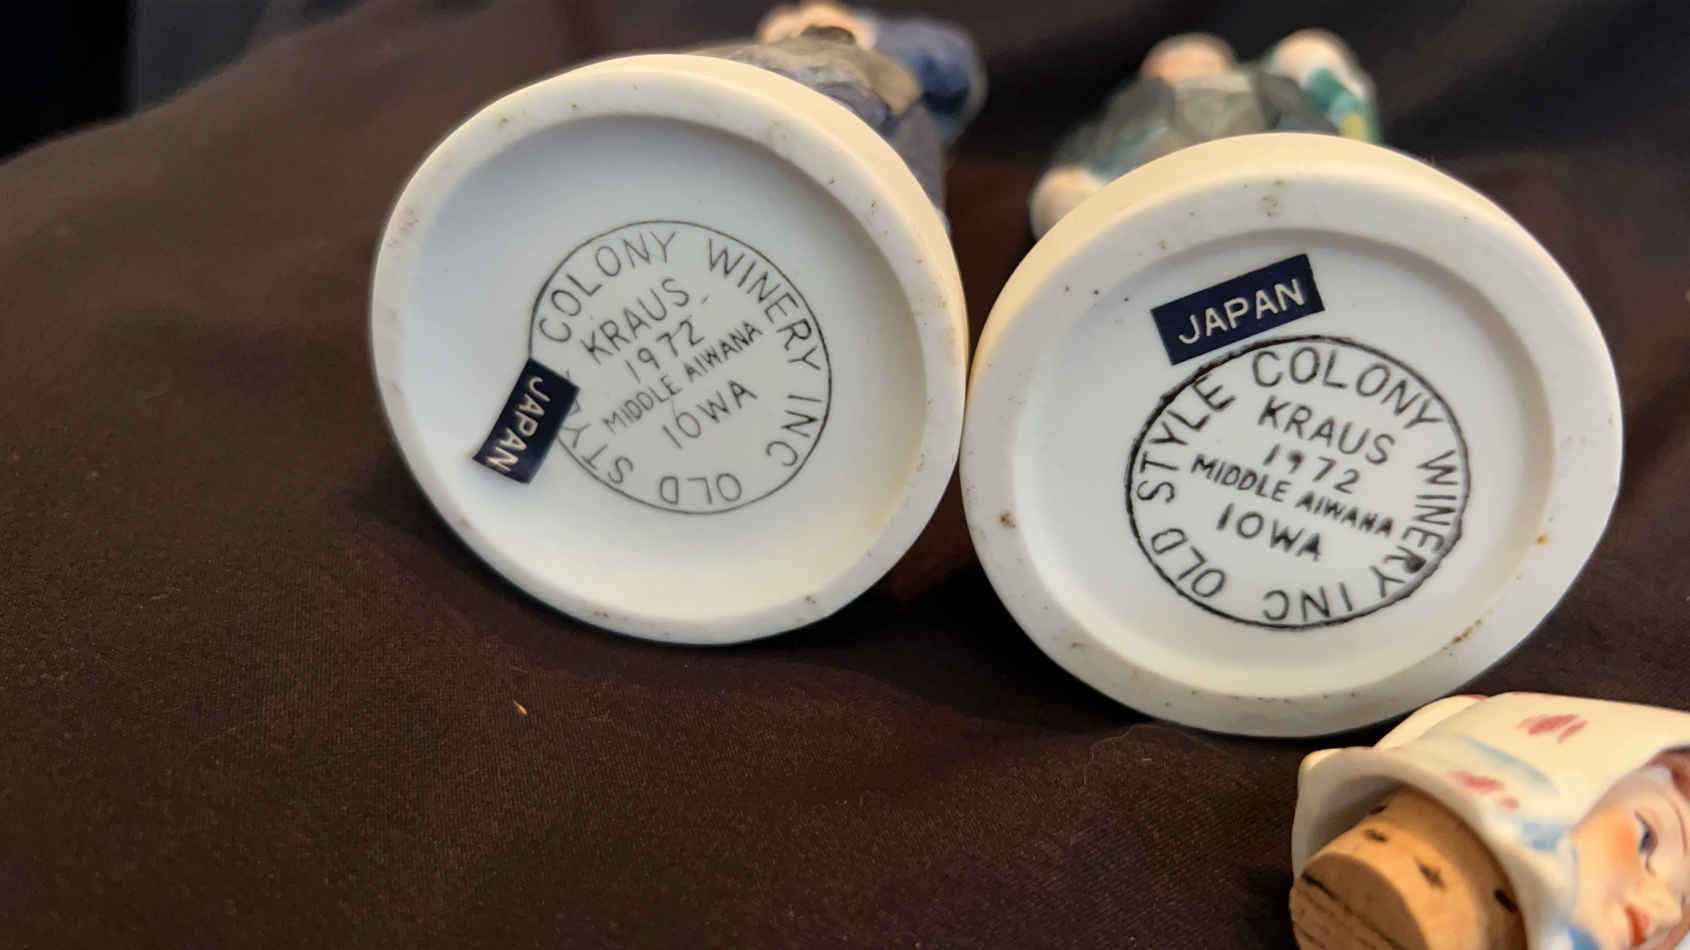 OLD STYLE COLONY WINERY INC
KRAUS
1972
MIDDLE AIWANA
IOWA
JAPAN
JAPAN
OLD STYLE COLONY WINERY INC
KRAUS
1972
MIDDLE AIWANA
IOWA